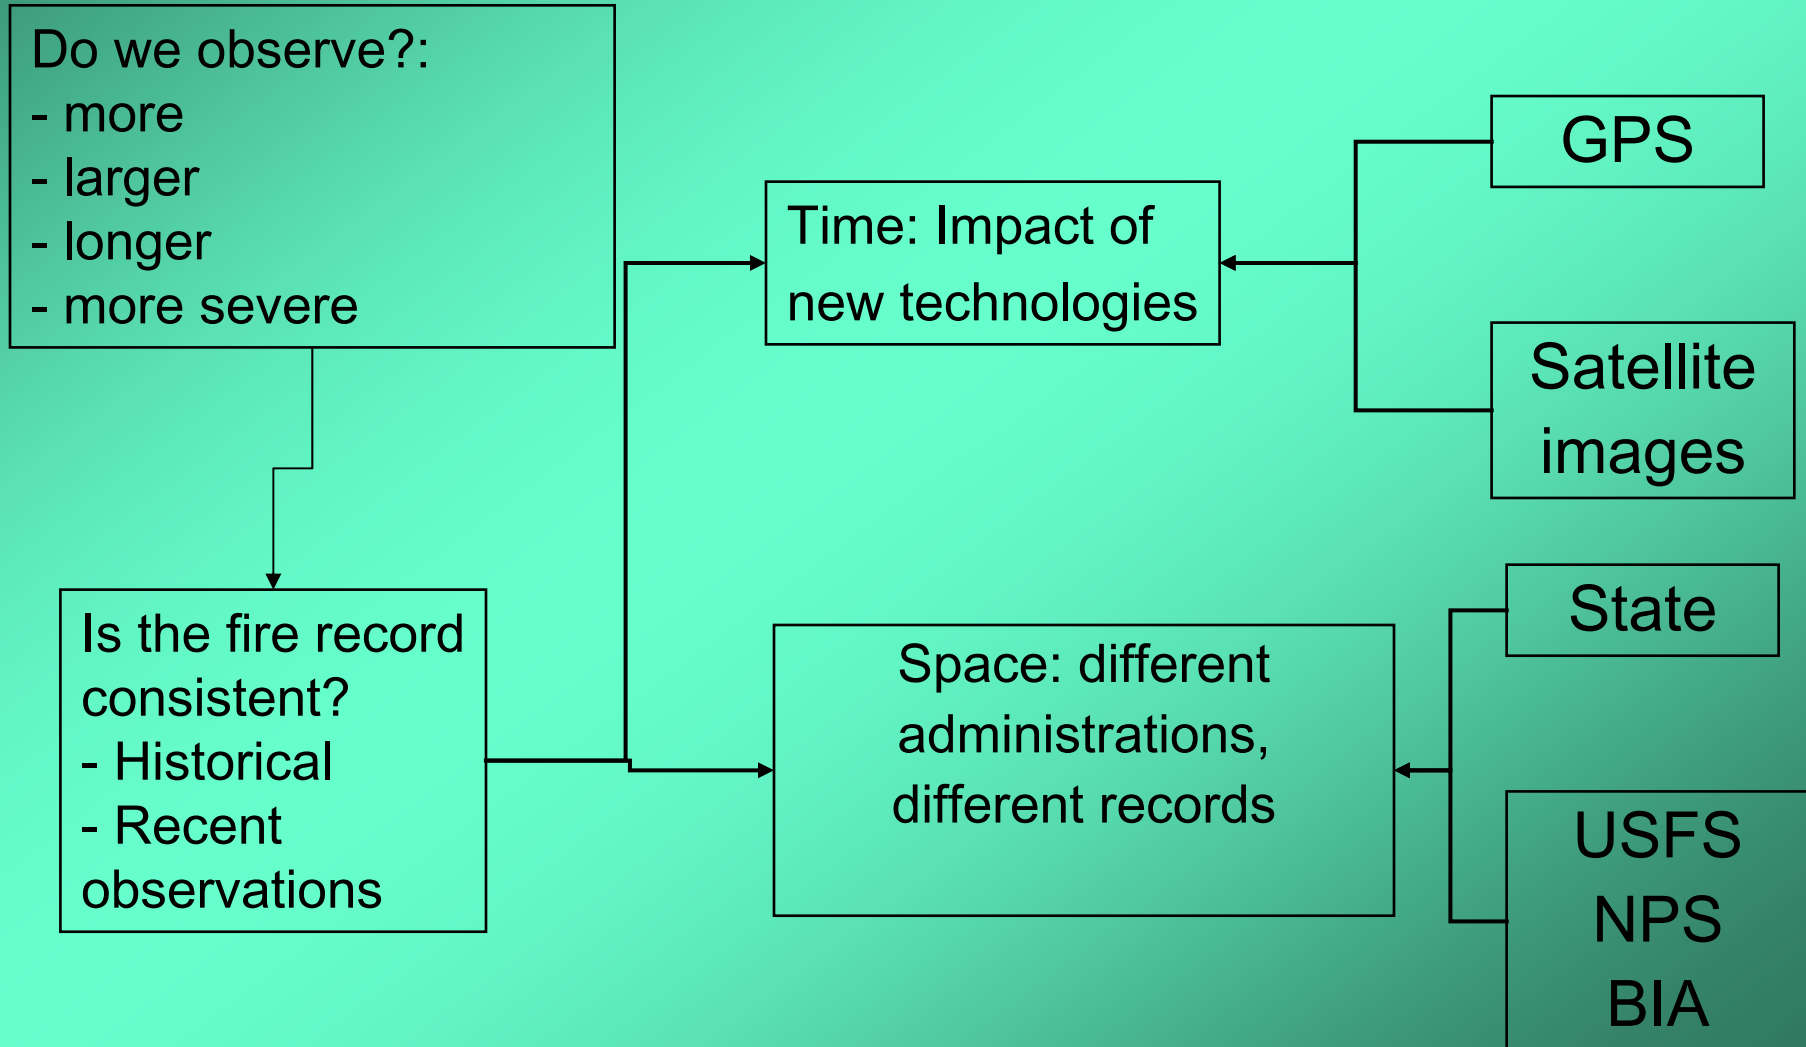 Do we observe?:
- more
- larger
- longer
- more severe
Is the fire record
consistent?
- Historical
- Recent
observations
Time: Impact of
new technologies
Space: different
administrations,
different records
GPS
Satellite
images
State
USFS
NPS
BIA